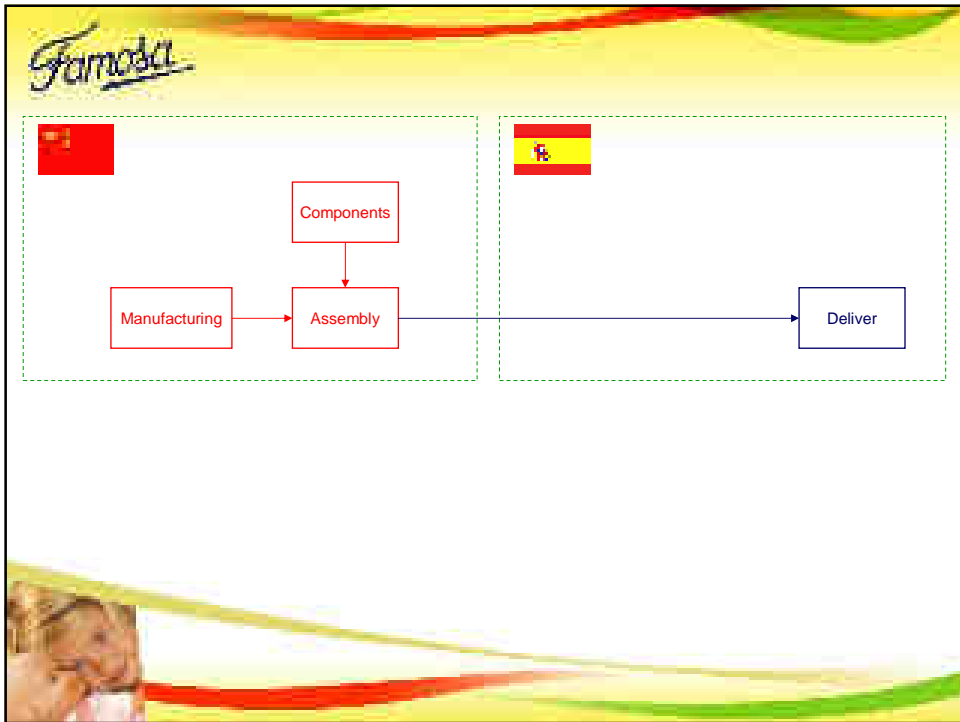 Famosa
Components
Manufacturing
Assembly
Deliver